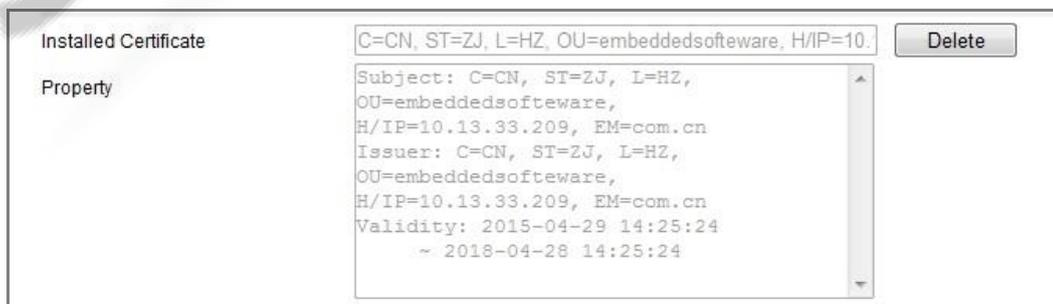 Installed Certificate
C=CN, ST=ZJ, L=HZ, OU=embeddedsofteware, H/IP=10.
Delete
Property
Subject: C=CN, ST=ZJ, L=HZ,
OU=embeddedsofteware,
H/IP=10.13.33.209, EM=com.cn
Issuer: C=CN, ST=ZJ, L=HZ,
OU=embeddedsofteware,
H/IP=10.13.33.209, EM=com.cn
Validity: 2015-04-29 14:25:24
~ 2018-04-28 14:25:24